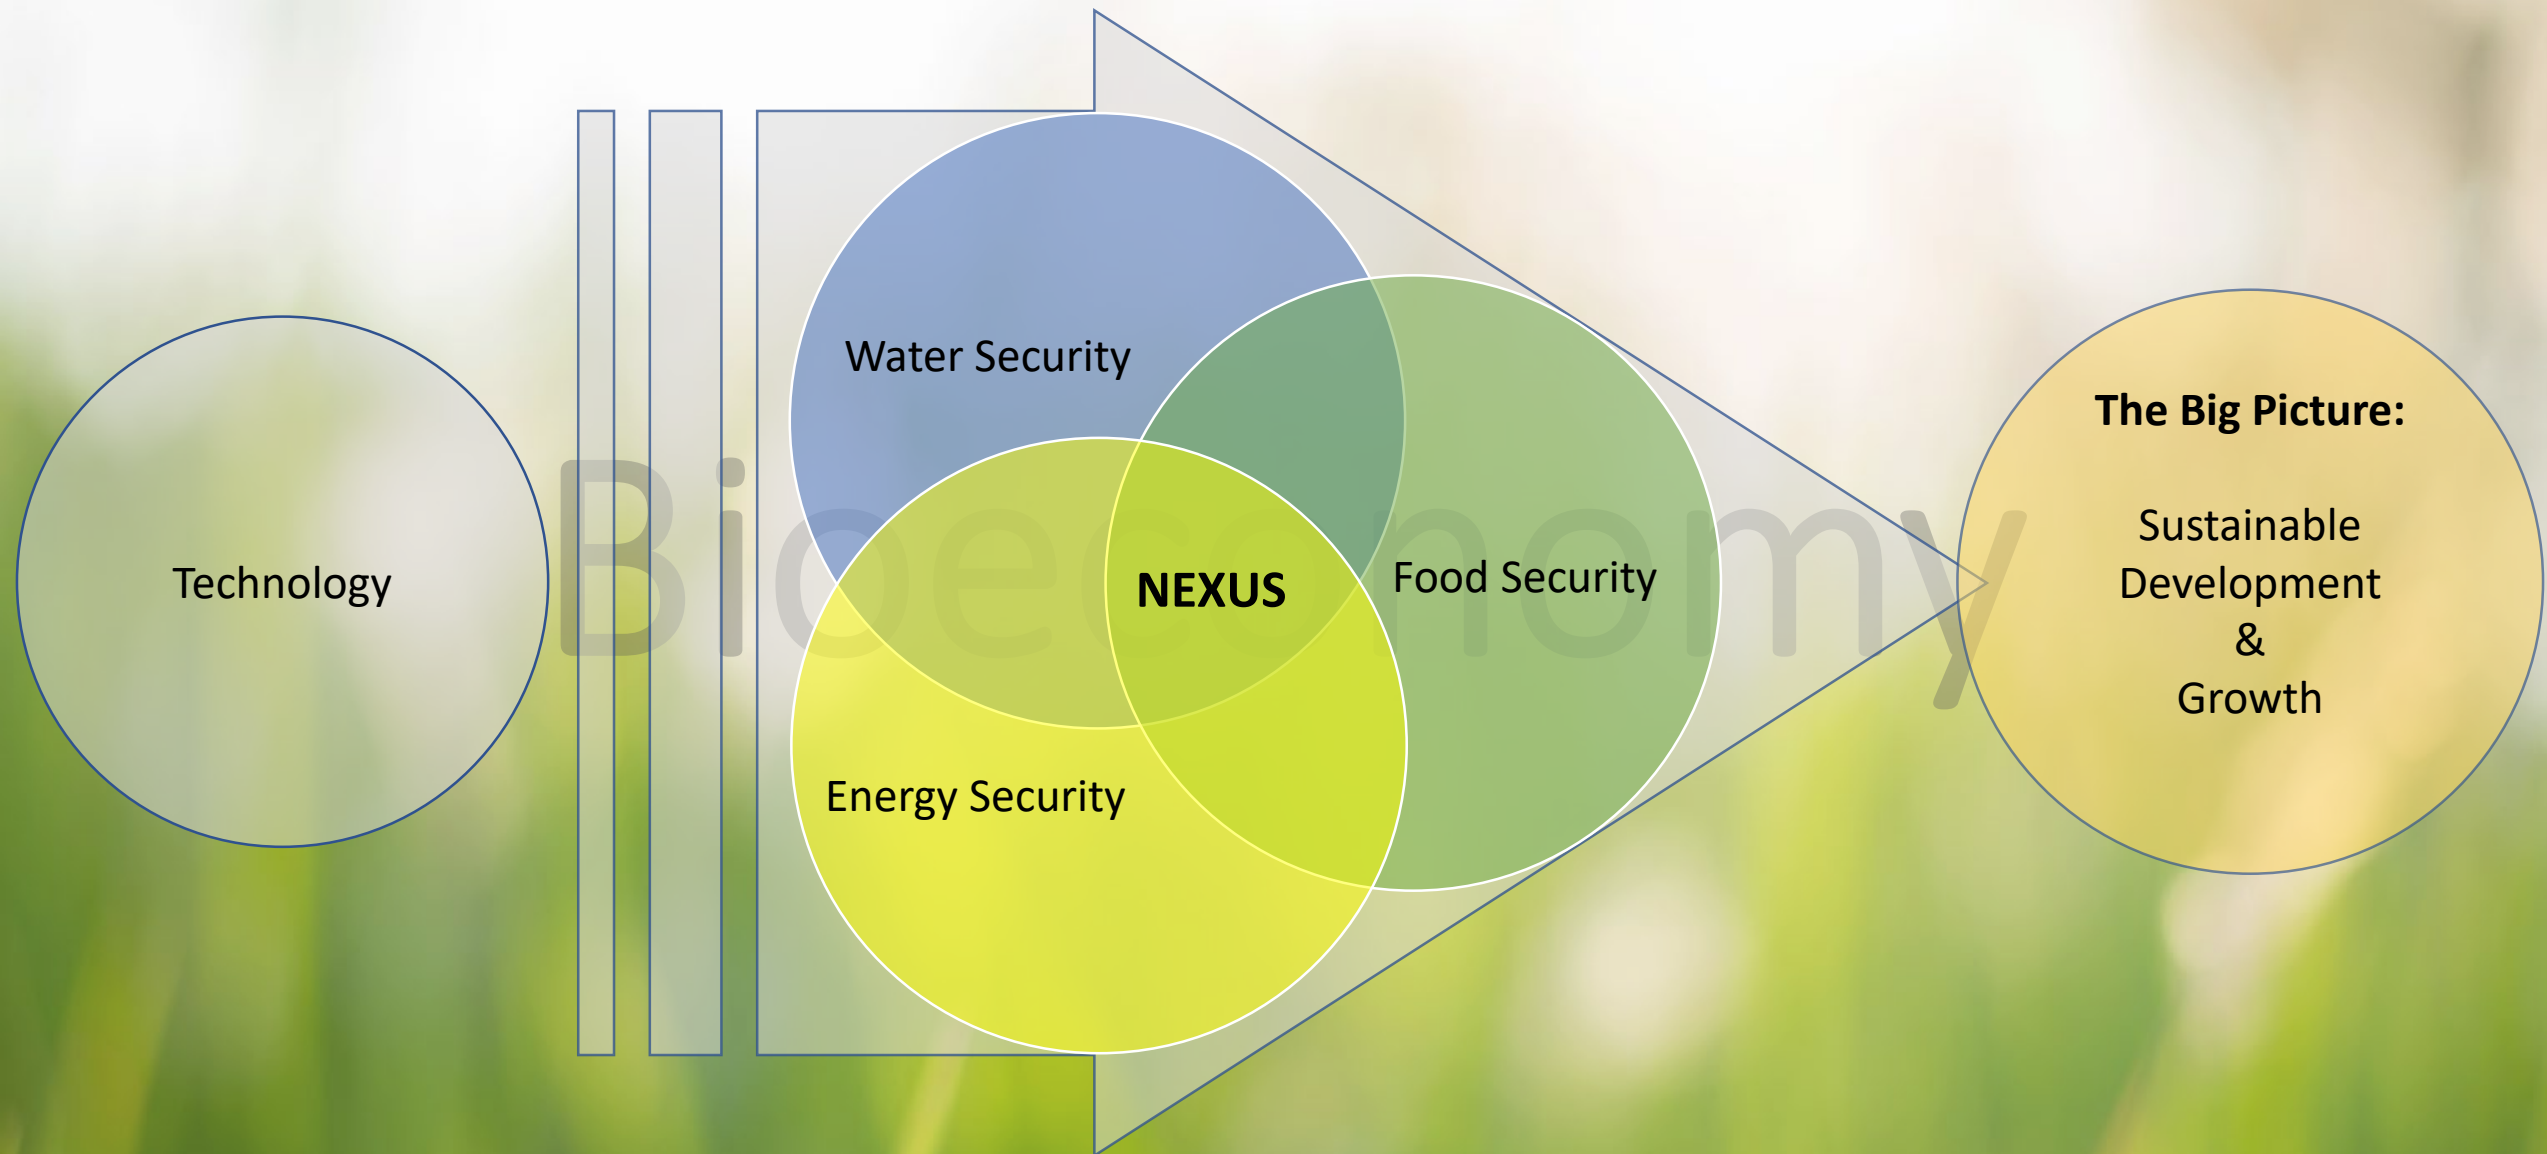 Bioeconomy
Technology
Water Security
Energy Security
NEXUS
Food Security
The Big Picture:
Sustainable
Development
&
Growth